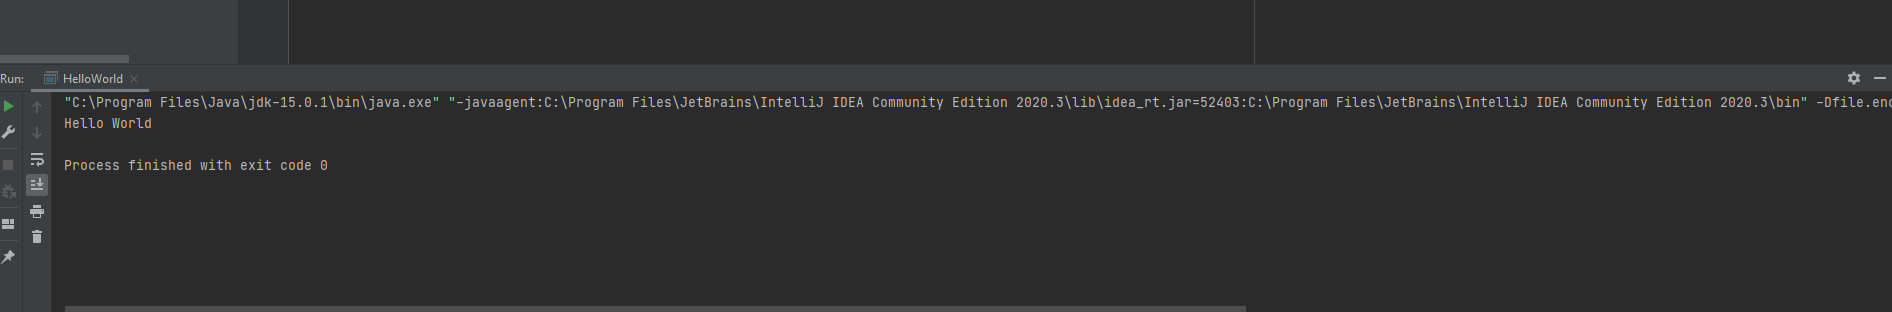 Run: HelloWorld
"C:\Program Files\Java\jdk-15.0.1\bin\java.exe" "-javaagent:C:\Program Files\JetBrains\IntelliJ IDEA Community Edition 2020.3\lib\idea_rt.jar=52403:C:\Program Files\JetBrains\IntelliJ IDEA Community Edition 2020.3\bin" -Dfile.enc
Hello World
Process finished with exit code 0